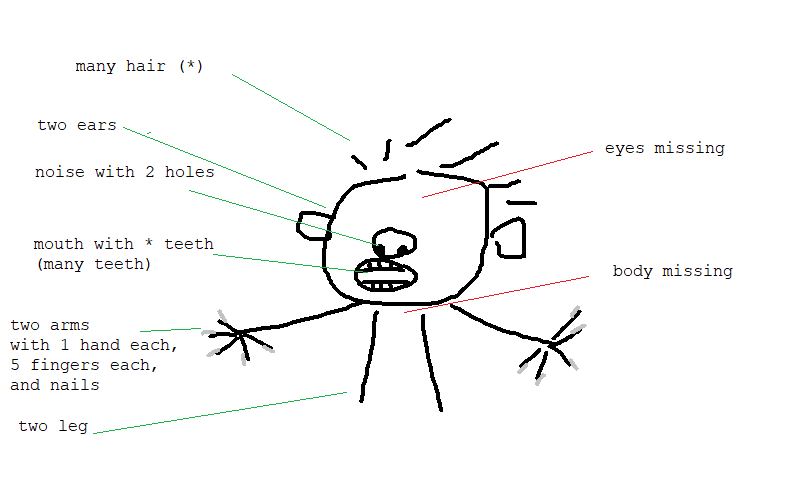 many hair (*)
two ears
noise with 2 holes
mouth with * teeth
(many teeth)
two arms
with 1 hand each,
5 fingers each,
and nails
two leg
eyes missing
body missing